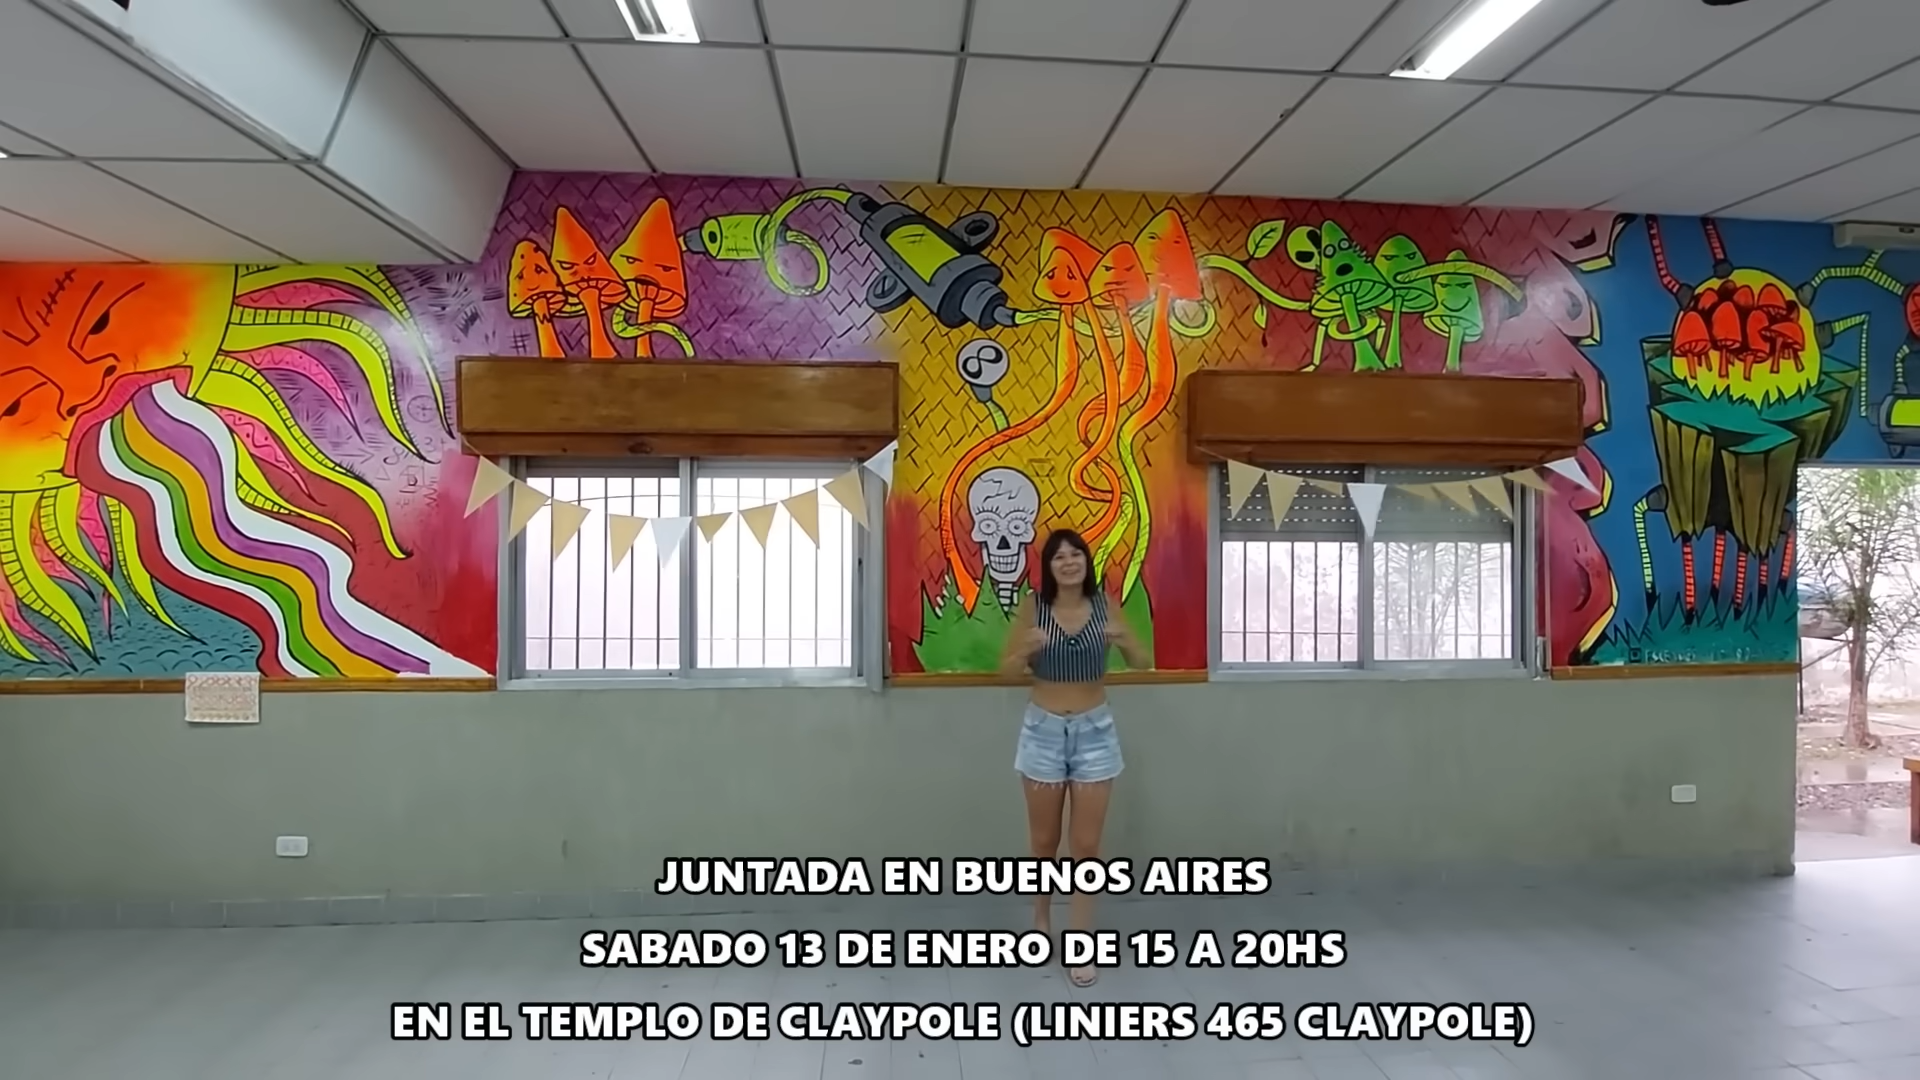 JUNTADA EN BUENOS AIRES
SABADO 13 DE ENERO DE 15 A 20HS
EN EL TEMPLO DE CLAYPOLE (LINIERS 465 CLAYPOLE)